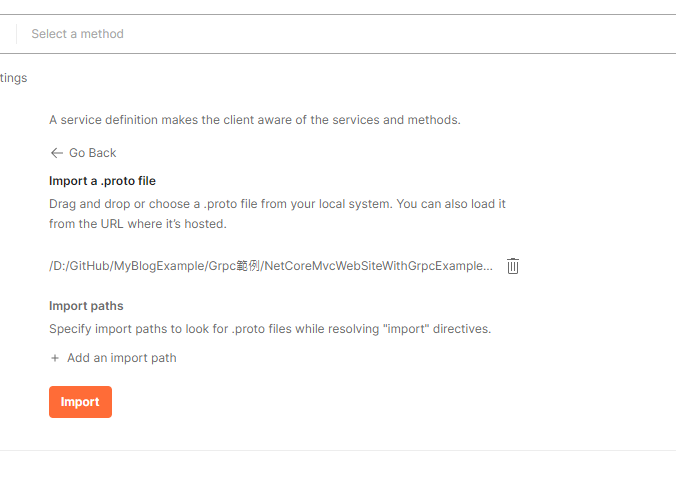 Select a method
tings
A service definition makes the client aware of the services and methods.
← Go Back
Import a .proto file
Drag and drop or choose a .proto file from your local system. You can also load it
from the URL where it’s hosted.
/D:/GitHub/MyBlogExample/Grpc範例/NetCoreMvcWebSiteWithGrpcExample...
Import paths
Specify import paths to look for .proto files while resolving "import" directives.
+ Add an import path
Import